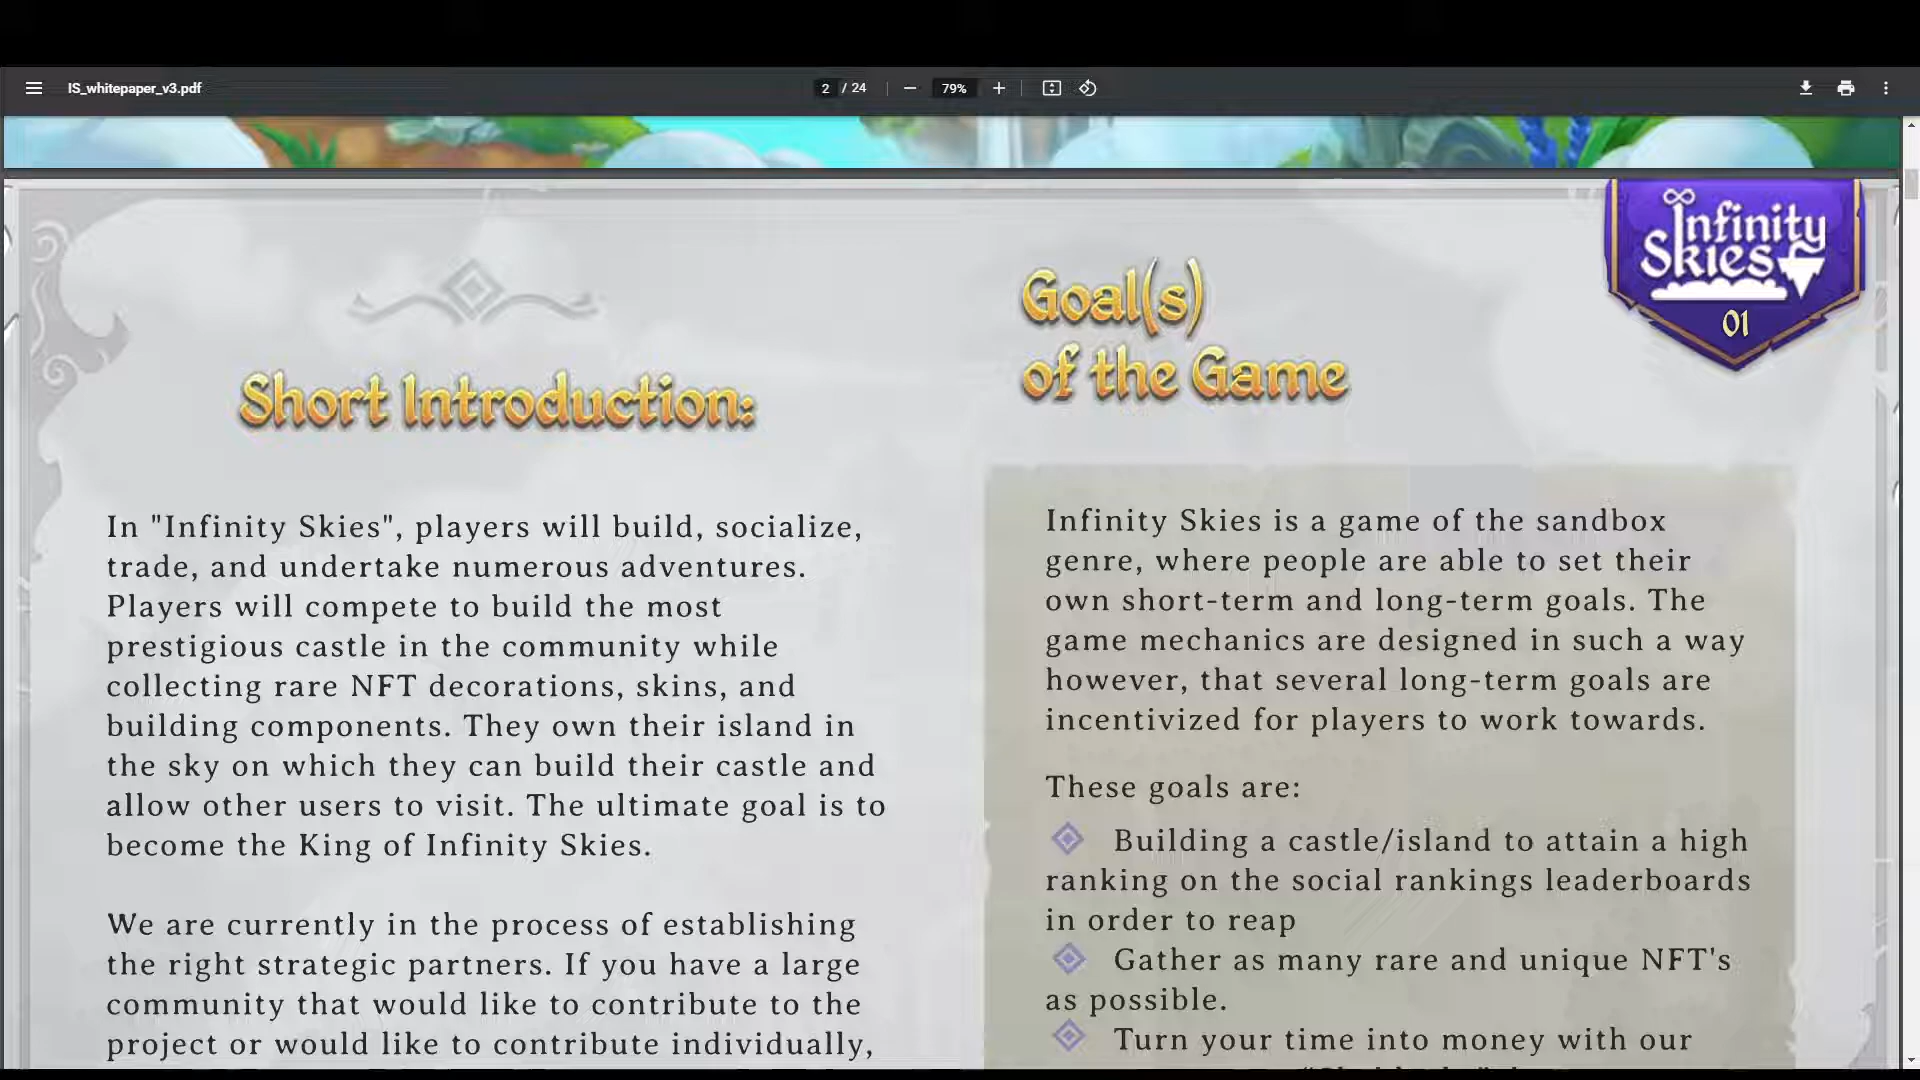 IS_whitepaper_v3.pdf
2 / 24
79%
Infinity
Skies
01
Short Introduction:
In "Infinity Skies", players will build, socialize,
trade, and undertake numerous adventures.
Players will compete to build the most
prestigious castle in the community while
collecting rare NFT decorations, skins, and
building components. They own their island in
the sky on which they can build their castle and
allow other users to visit. The ultimate goal is to
become the King of Infinity Skies.
We are currently in the process of establishing
the right strategic partners. If you have a large
community that would like to contribute to the
project or would like to contribute individually,
Goal(s)
of the Game
Infinity Skies is a game of the sandbox
genre, where people are able to set their
own short-term and long-term goals. The
game mechanics are designed in such a way
however, that several long-term goals are
incentivized for players to work towards.
These goals are:
Building a castle/island to attain a high
ranking on the social rankings leaderboards
in order to reap
Gather as many rare and unique NFT's
as possible.
Turn your time into money with our